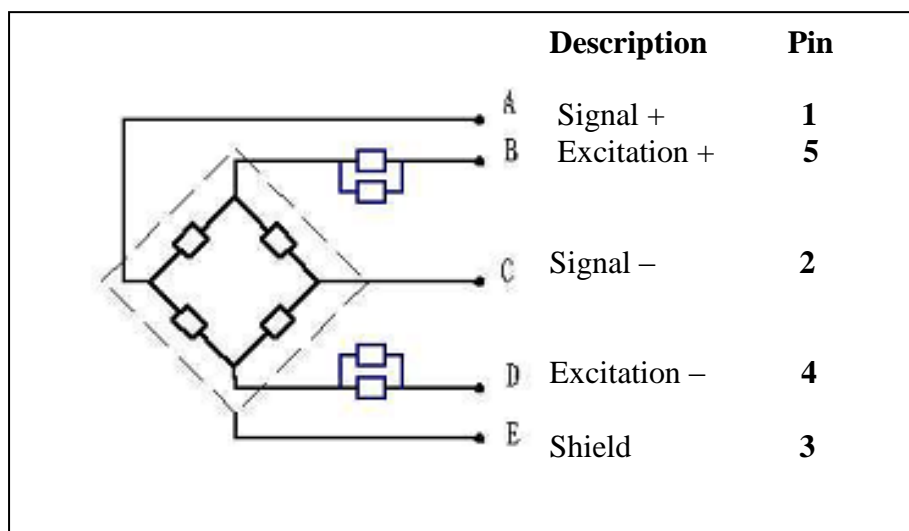 Description Pin
A Signal + 1
B Excitation + 5
C Signal – 2
D Excitation – 4
E Shield 3